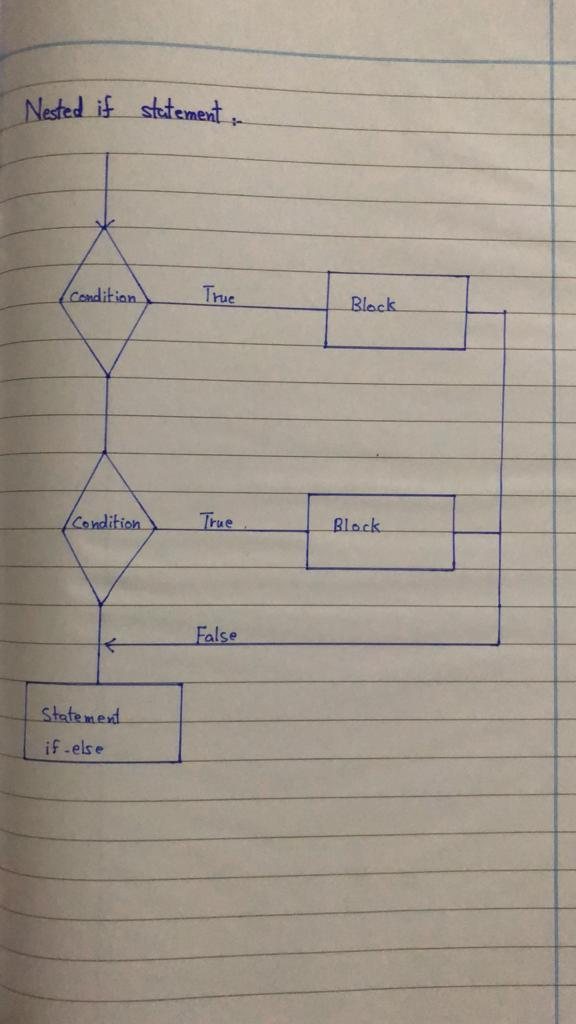 Nested if statement :-
Condition
True
Block
Condition
True
Block
False
Statement
if-else